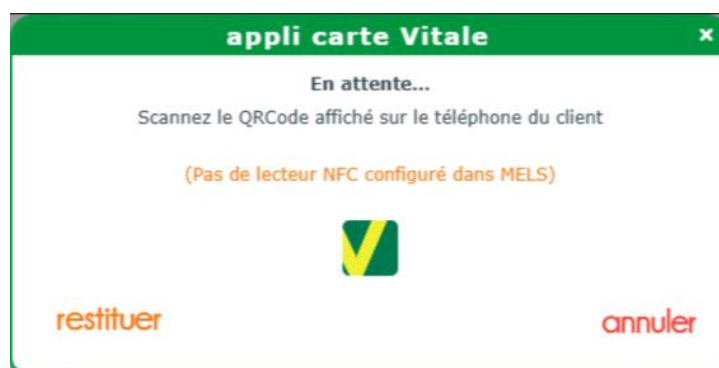 appli carte Vitale ×
En attente...
Scannez le QRCode affiché sur le téléphone du client
(Pas de lecteur NFC configuré dans MELS)
restituer annuler